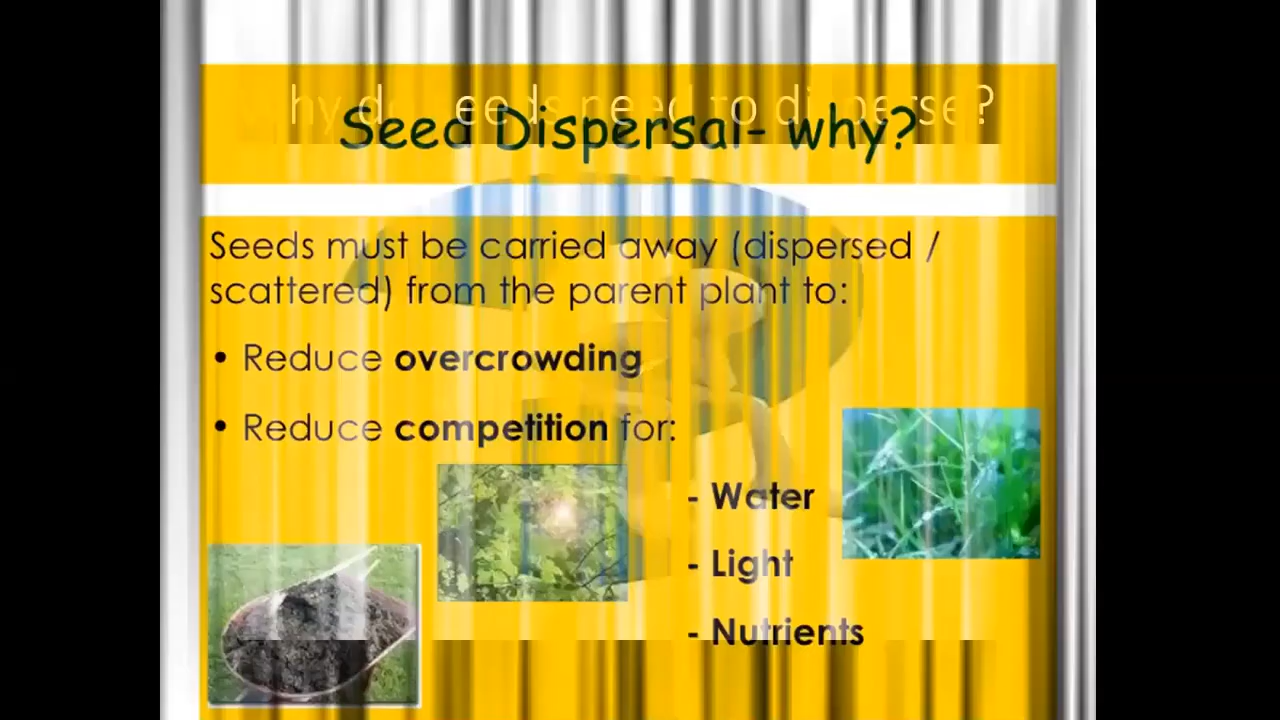 Seed Dispersal- why?
Seeds must be carried away (dispersed /
scattered) from the parent plant to:
• Reduce overcrowding
• Reduce competition for:
- Water
- Light
- Nutrients